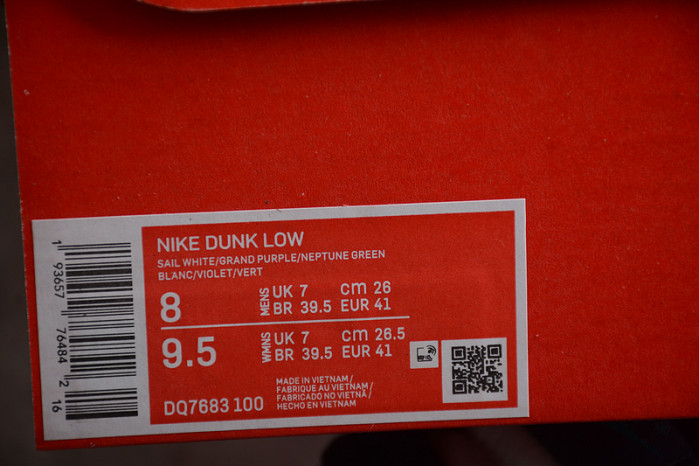 NIKE DUNK LOW
SAIL WHITE/GRAND PURPLE/NEPTUNE GREEN
BLANC/VIOLET/VERT
8 MENS UK 7 cm 26
BR 39.5 EUR 41
9.5 WMNS UK 7 cm 26.5
BR 39.5 EUR 41
DQ7683 100
MADE IN VIETNAM/
FABRIQUE AU VIETNAM/
FABRICADO NO VIETNÃ/
HECHO EN VIETNAM
1 93657 76484 2 16